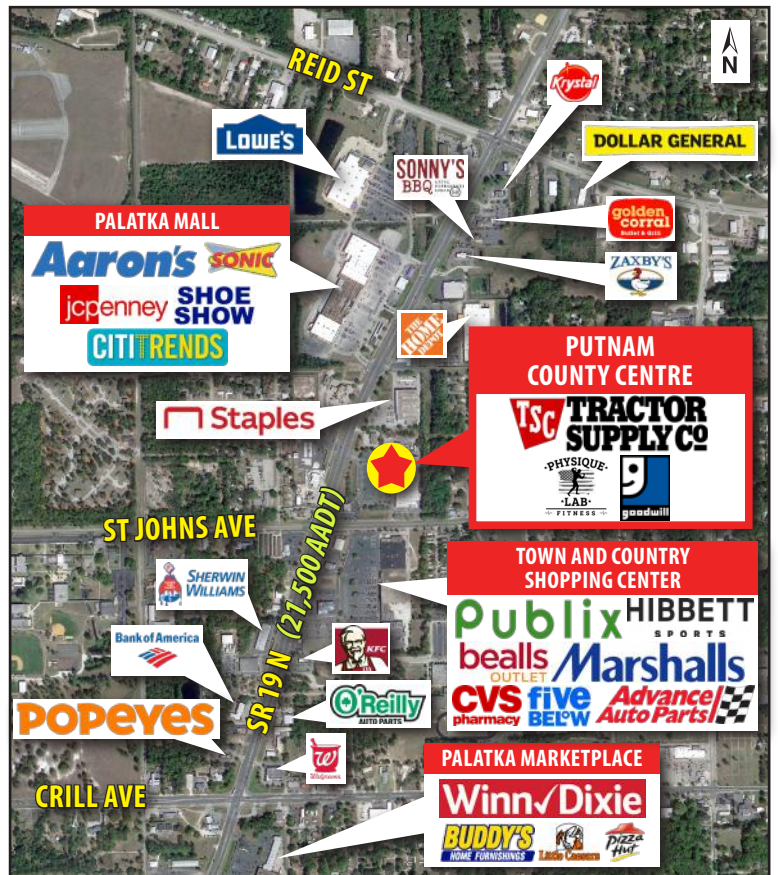 REID ST
N
Krystal
LOWE'S
DOLLAR GENERAL
SONNY'S
BBQ
golden
corral
Buffet & Grill
PALATKA MALL
Aaron's
SONIC
jcpenney
SHOE
SHOW
CITITRENDS
ZAXBY'S
THE
HOME
DEPOT
PUTNAM
COUNTY CENTRE
TSC TRACTOR
SUPPLY CO
PHYSIQUE
LAB
FITNESS
g
goodwill
Staples
ST JOHNS AVE
SR 19 N (21,500 AADT)
TOWN AND COUNTRY
SHOPPING CENTER
Publix
HIBBETT
SPORTS
bealls
OUTLET
Marshalls
CVS
pharmacy
five
BELOW
Advance
Auto Parts
SHERWIN
WILLIAMS
Bank of America
KFC
O'Reilly
AUTO PARTS
POPEYES
W
Walgreens
CRILL AVE
PALATKA MARKETPLACE
Winn✓Dixie
BUDDY'S
HOME FURNISHINGS
Little Caesars
Pizza
Hut